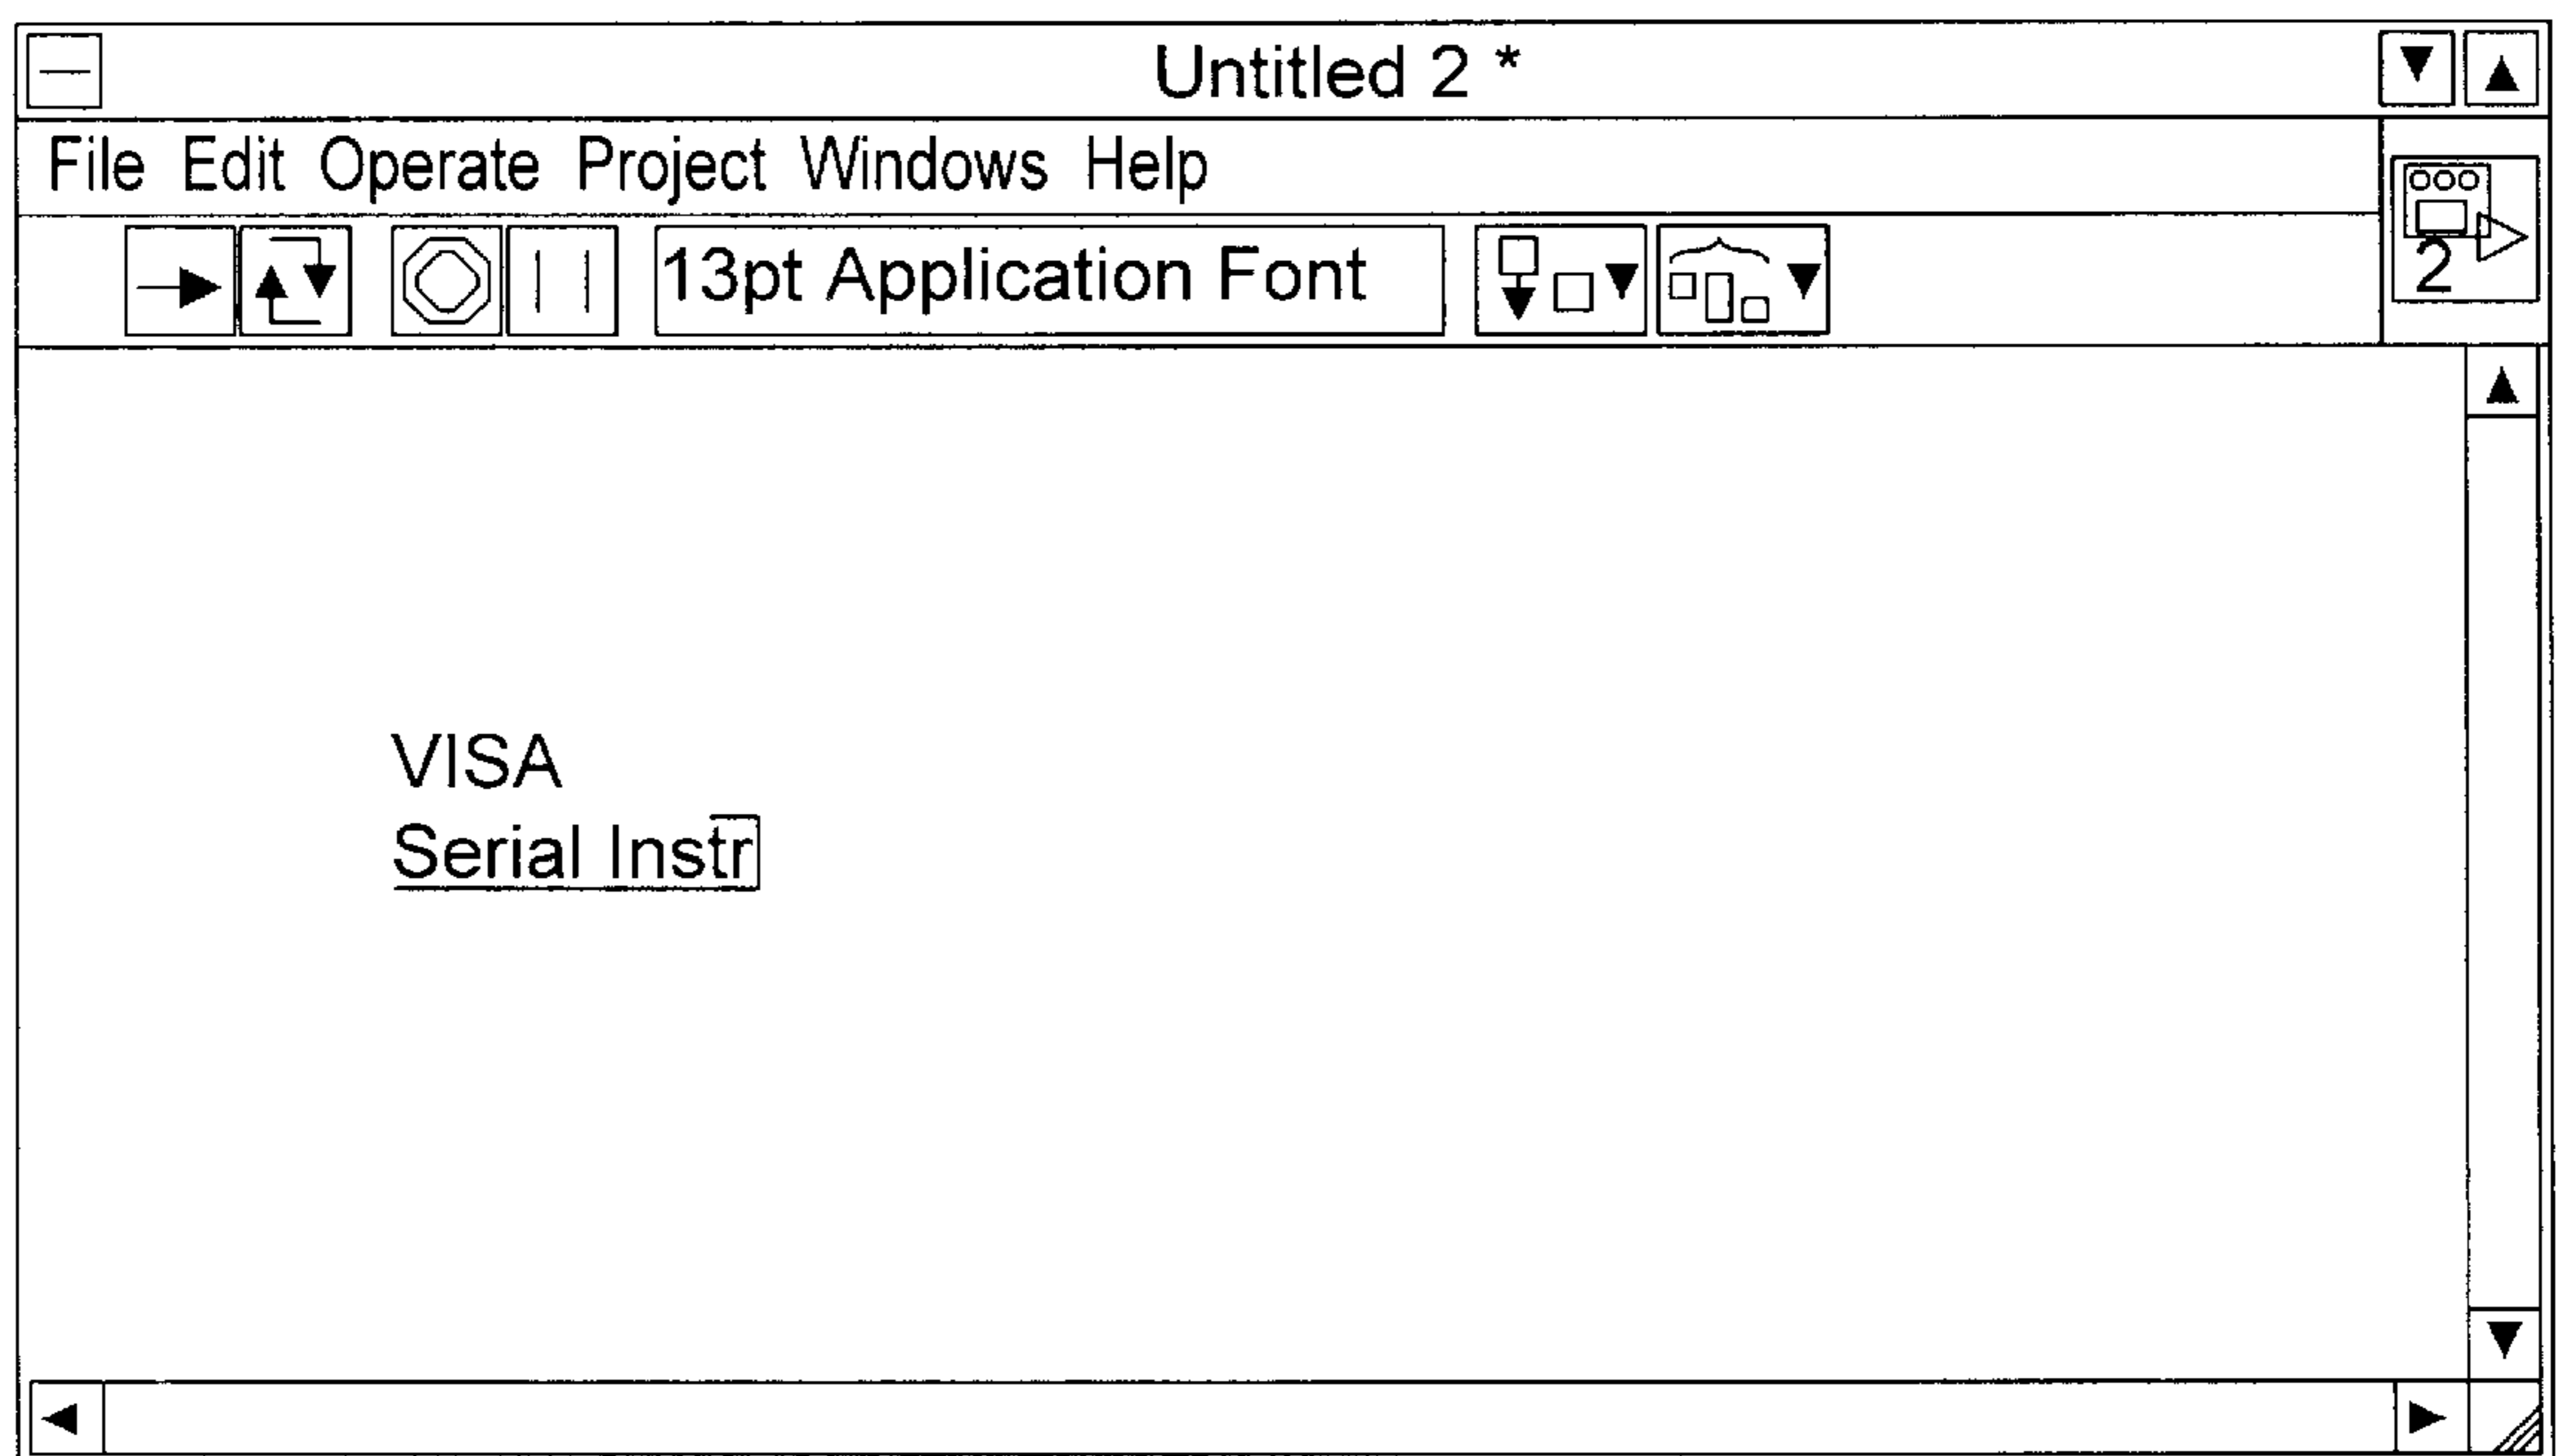 Untitled 2 *
File Edit Operate Project Windows Help
13pt Application Font
2
VISA
Serial Instr